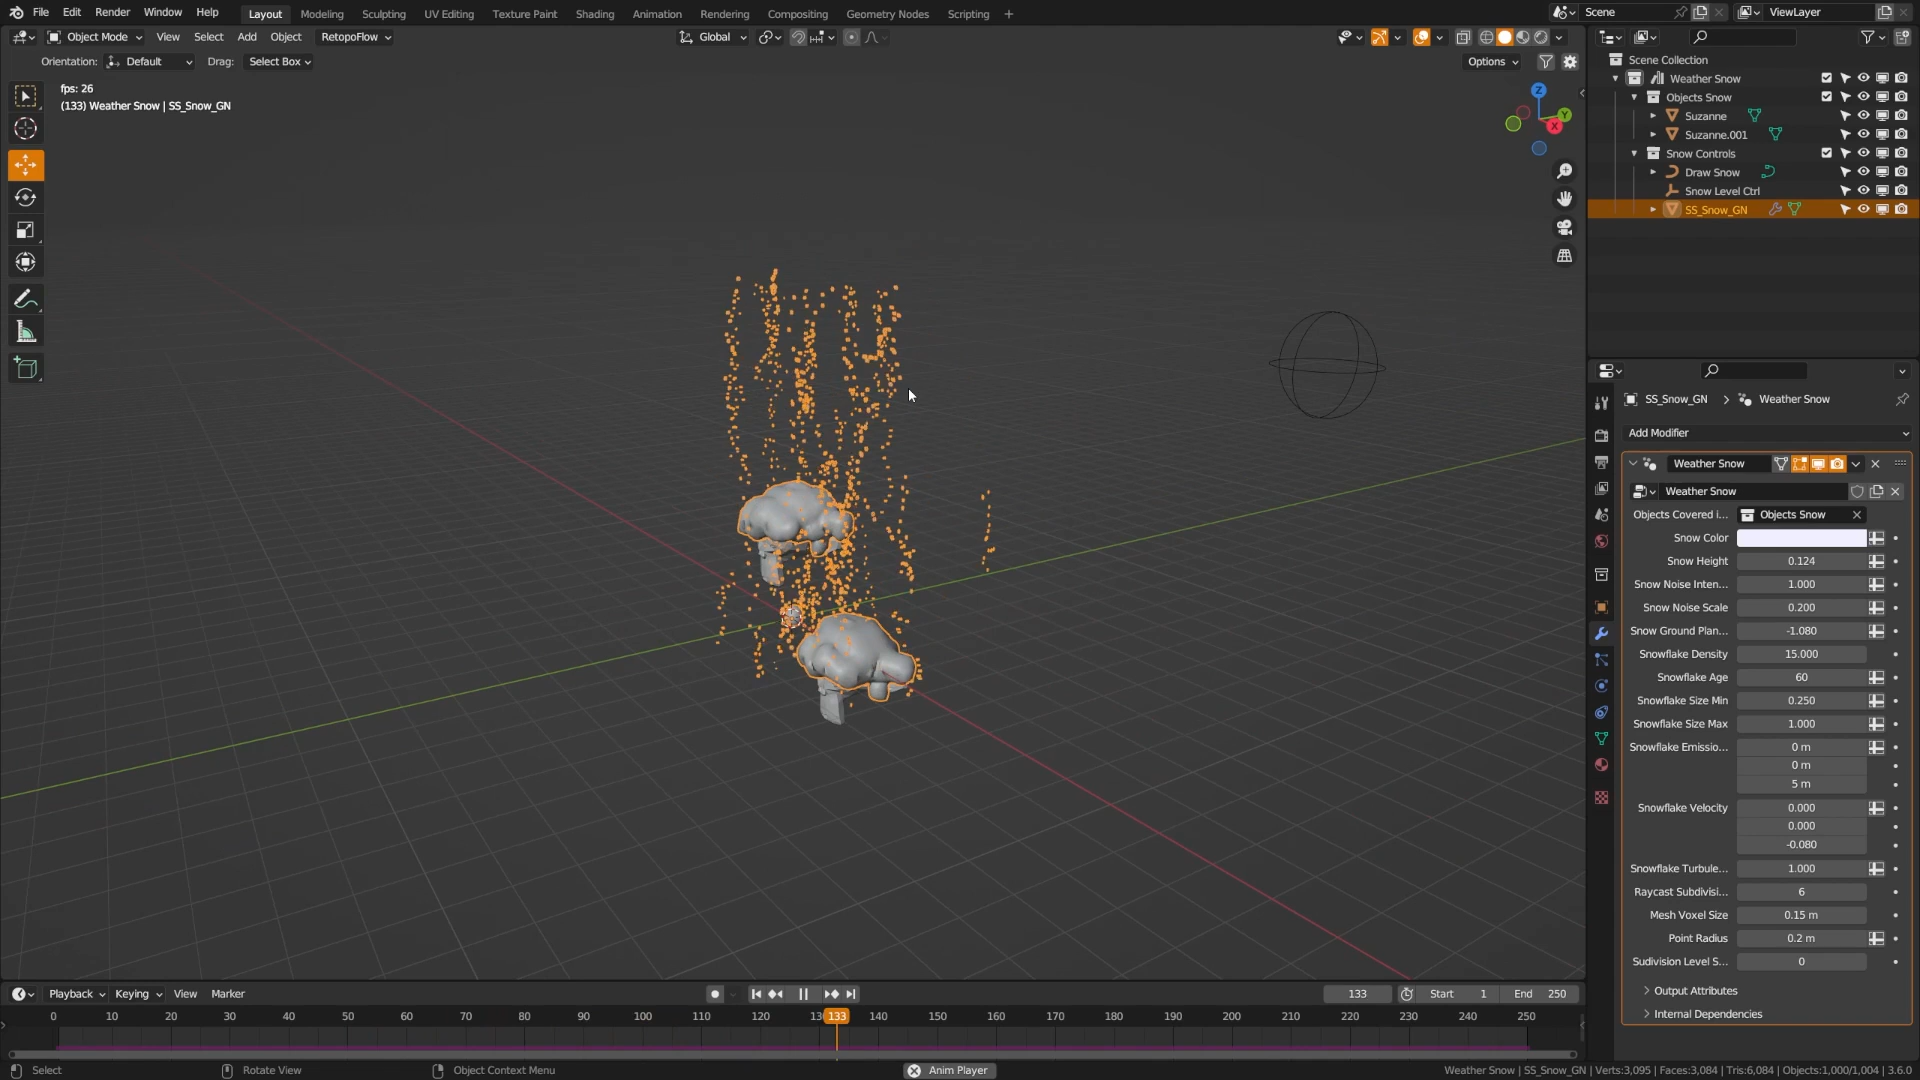 File Edit Render Window Help Layout Modeling Sculpting UV Editing Texture Paint Shading Animation Rendering Compositing Geometry Nodes Scripting + Scene ViewLayer
Object Mode View Select Add Object RetopoFlow Global
Orientation: Default Drag: Select Box Options
fps: 26
(133) Weather Snow | SS_Snow_GN
Z
Y
X
Scene Collection
Weather Snow
Objects Snow
Suzanne
Suzanne.001
Snow Controls
Draw Snow
Snow Level Ctrl
SS_Snow_GN
SS_Snow_GN > Weather Snow
Add Modifier
Weather Snow
Weather Snow
Objects Covered i... Objects Snow
Snow Color
Snow Height 0.124
Snow Noise Inten... 1.000
Snow Noise Scale 0.200
Snow Ground Plan... -1.080
Snowflake Density 15.000
Snowflake Age 60
Snowflake Size Min 0.250
Snowflake Size Max 1.000
Snowflake Emissio... 0 m
0 m
5 m
Snowflake Velocity 0.000
0.000
-0.080
Snowflake Turbule... 1.000
Raycast Subdivisi... 6
Mesh Voxel Size 0.15 m
Point Radius 0.2 m
Sudivision Level S... 0
Output Attributes
Internal Dependencies
Playback Keying View Marker 133 Start 1 End 250
0 10 20 30 40 50 60 70 80 90 100 110 120 133 140 150 160 170 180 190 200 210 220 230 240 250
Select Rotate View Object Context Menu Anim Player Weather Snow | SS_Snow_GN | Verts:3,095 | Faces:3,084 | Tris:6,084 | Objects:1,000/1,004 | 3.6.0